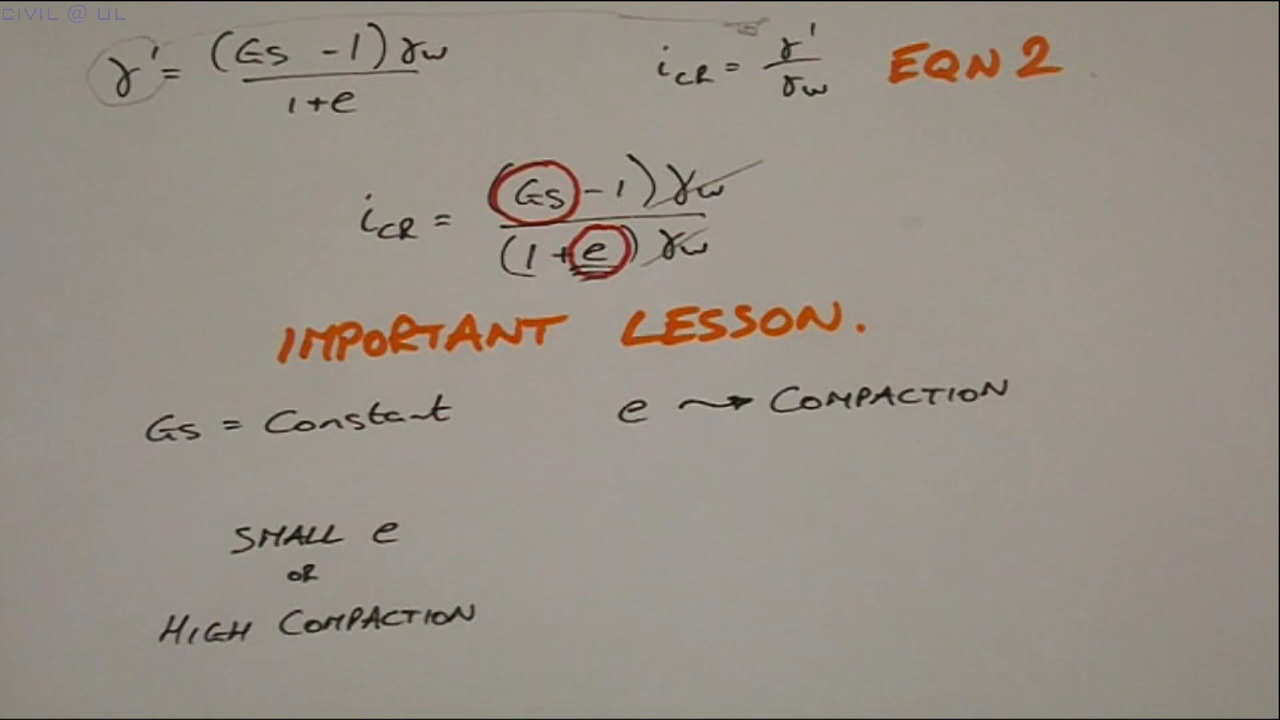 CIVIL @ UL
γ' = (Gs - 1) γw / 1+e    iCR = γ' / γw    EQN 2
iCR = (Gs - 1) γw / (1 + e) γw
IMPORTANT LESSON.
Gs = Constant    e → COMPACTION
SMALL e
OR
HIGH COMPACTION